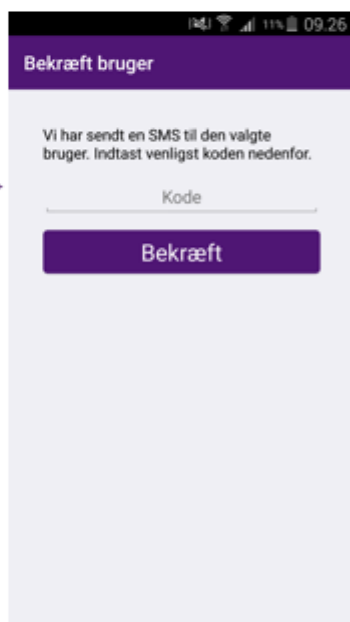 11% 09.26
Bekræft bruger
Vi har sendt en SMS til den valgte
bruger. Indtast venligst koden nedenfor.
Kode
Bekræft